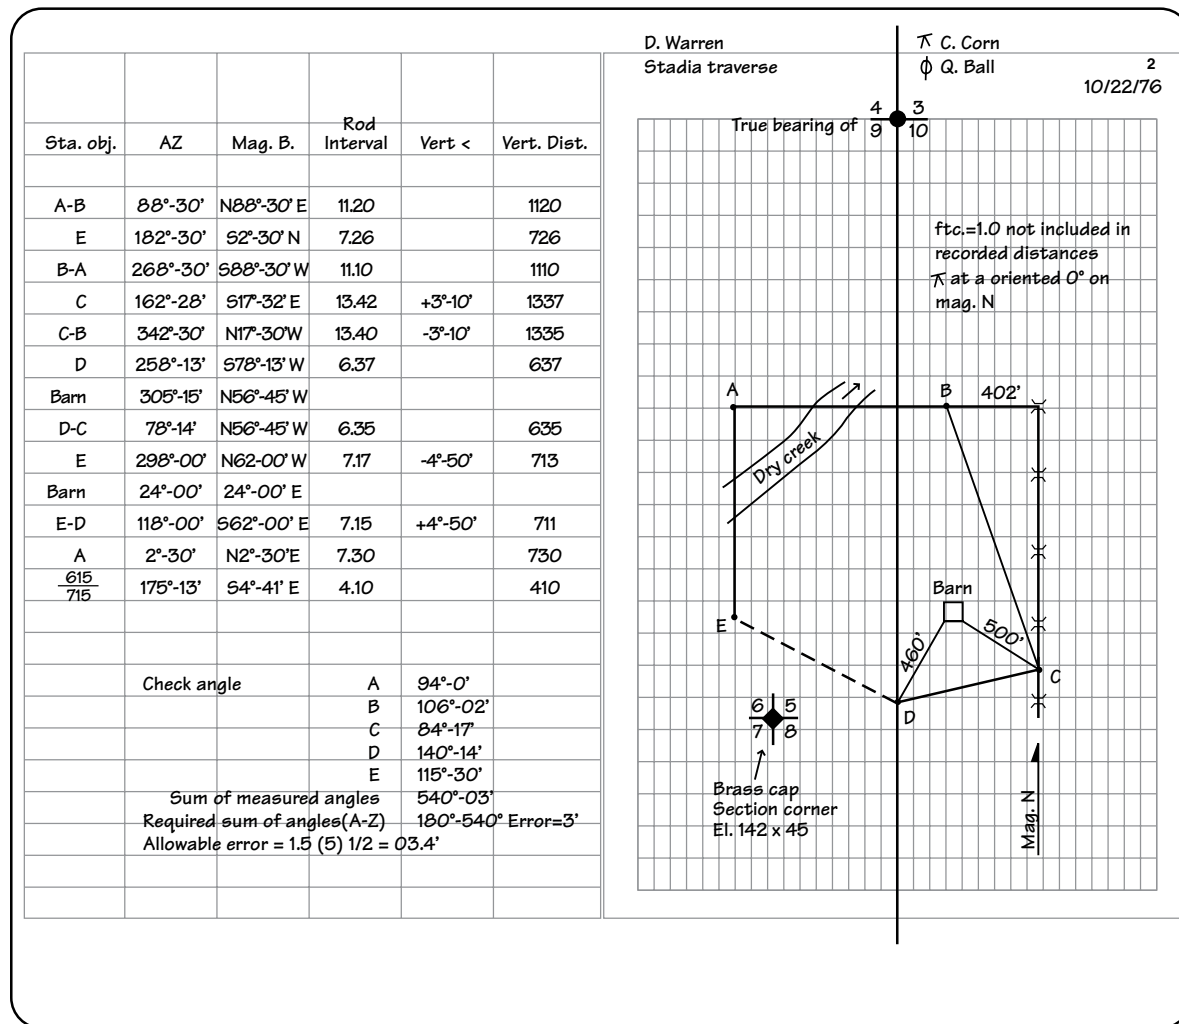 D. Warren
Stadia traverse
C. Corn
Q. Ball
2
10/22/76
Sta. obj. AZ Mag. B. Rod Interval Vert < Vert. Dist.
A-B 88°-30' N88°-30' E 11.20 1120
E 182°-30' S2°-30' N 7.26 726
B-A 268°-30' S88°-30' W 11.10 1110
C 162°-28' S17°-32' E 13.42 +3°-10' 1337
C-B 342°-30' N17°-30'W 13.40 -3°-10' 1335
D 258°-13' S78°-13' W 6.37 637
Barn 305°-15' N56°-45' W
D-C 78°-14' N56°-45' W 6.35 635
E 298°-00' N62-00' W 7.17 -4°-50' 713
Barn 24°-00' 24°-00' E
E-D 118°-00' S62°-00' E 7.15 +4°-50' 711
A 2°-30' N2°-30'E 7.30 730
615/715 175°-13' S4°-41' E 4.10 410
Check angle A 94°-0'
B 106°-02'
C 84°-17'
D 140°-14'
E 115°-30'
Sum of measured angles 540°-03'
Required sum of angles(A-Z) 180°-540° Error=3'
Allowable error = 1.5 (5) 1/2 = 03.4'
True bearing of
4 3
9 10
ftc.=1.0 not included in
recorded distances
at a oriented 0° on
mag. N
A
B
402'
Dry creek
Barn
E
460'
500'
C
D
6 5
7 8
Brass cap
Section corner
El. 142 x 45
Mag. N